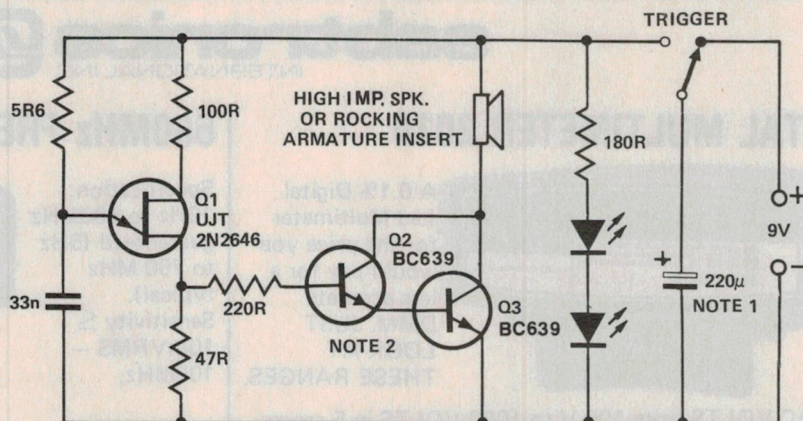 TRIGGER
5R6
100R
HIGH IMP. SPK.
OR ROCKING
ARMATURE INSERT
180R
Q1
UJT
2N2646
Q2
BC639
+
9V
−
33n
220R
Q3
BC639
+
220μ
NOTE 1
NOTE 2
47R